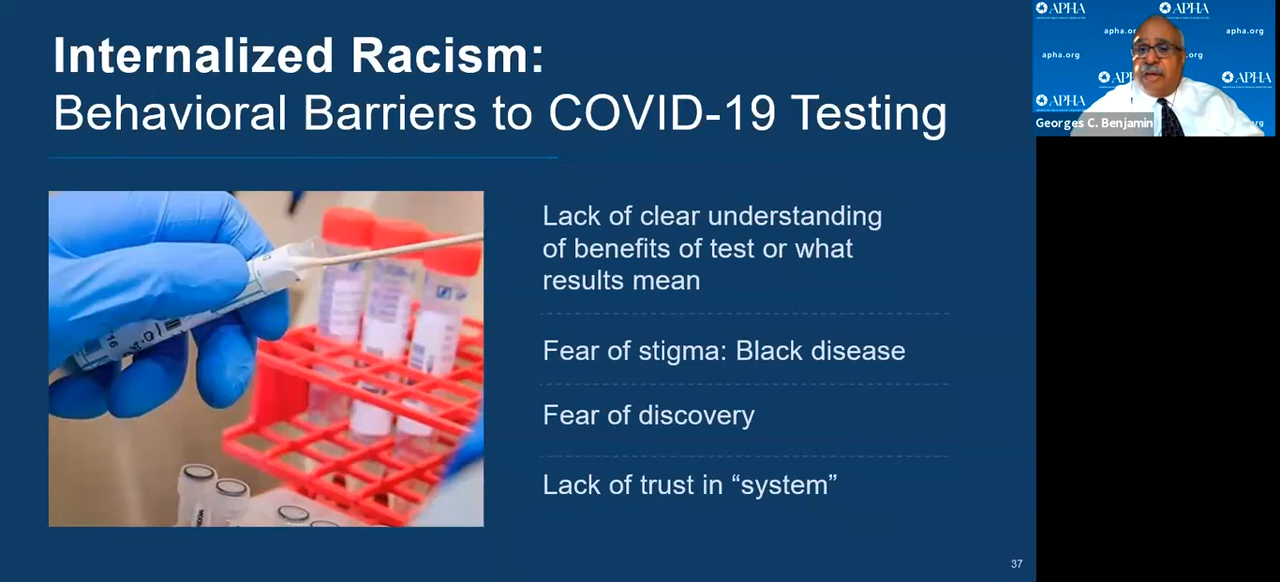 Internalized Racism:
Behavioral Barriers to COVID-19 Testing
Lack of clear understanding
of benefits of test or what
results mean
Fear of stigma: Black disease
Fear of discovery
Lack of trust in “system”
37
APHA
APHA
apha.org
apha.org
apha.org
APHA
APHA
Georges C. Benjamin